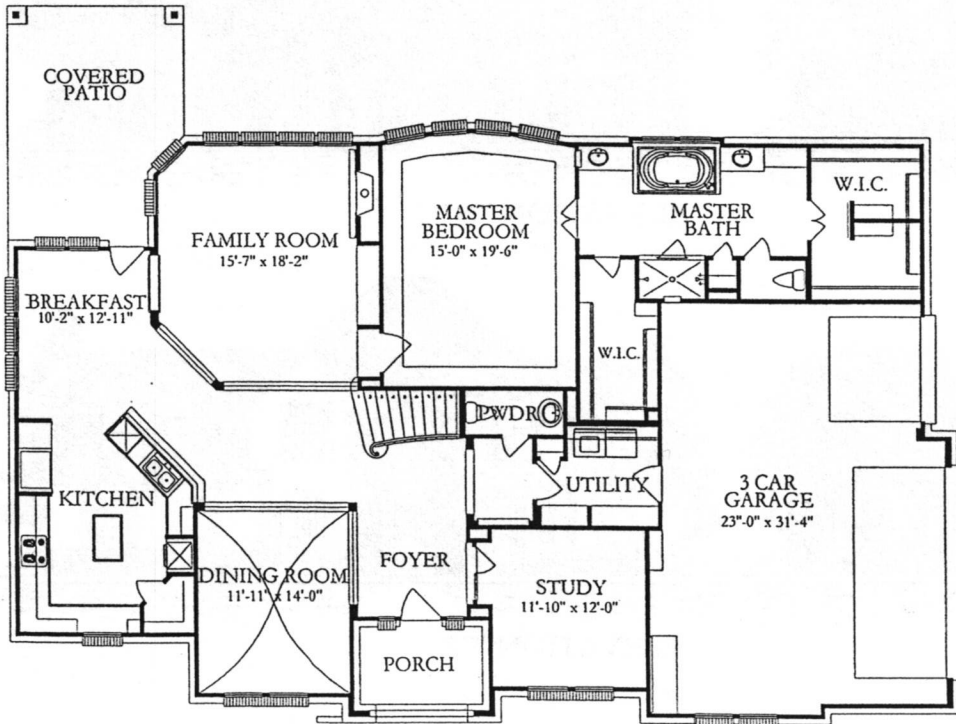 COVERED
PATIO
FAMILY ROOM
15'-7" x 18'-2"
MASTER
BEDROOM
15'-0" x 19'-6"
MASTER
BATH
W.I.C.
BREAKFAST
10'-2" x 12'-11"
W.I.C.
PWDR
UTILITY
KITCHEN
3 CAR
GARAGE
23"-0" x 31'-4"
DINING ROOM
11'-11" x 14'-0"
FOYER
STUDY
11'-10" x 12'-0"
PORCH